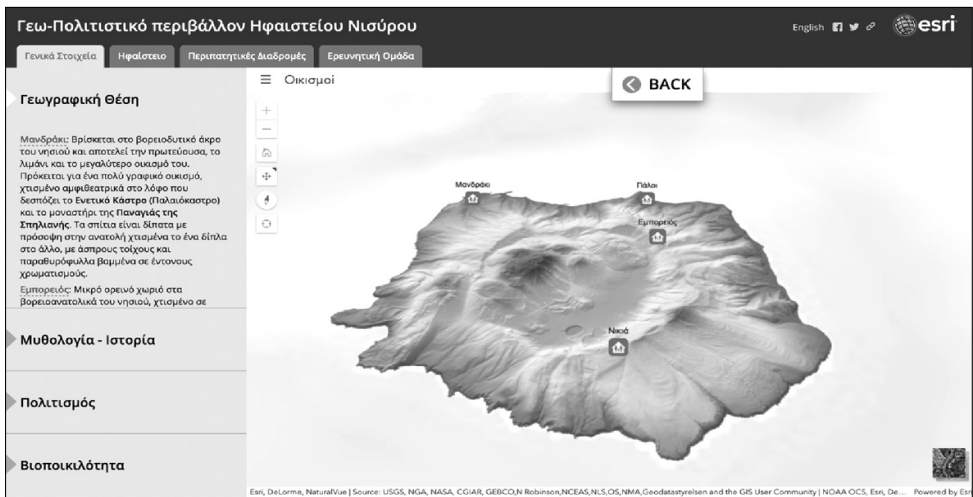 Γεω-Πολιτιστικό περιβάλλον Ηφαιστείου Νισύρου
English
esri
Γενικά Στοιχεία
Ηφαίστειο
Περιπατητικές Διαδρομές
Ερευνητική Ομάδα
Γεωγραφική Θέση
Μανδράκι: Βρίσκεται στο βορειοδυτικό άκρο
του νησιού και αποτελεί την πρωτεύουσα, το
λιμάνι και το μεγαλύτερο οικισμό του.
Πρόκειται για ένα πολύ γραφικό οικισμό,
χτισμένο αμφιθεατρικά στο λόφο που
δεσπόζει το Ενετικό Κάστρο (Παλαιόκαστρο)
και το μοναστήρι της Παναγιάς της
Σπηλιανής. Τα σπίτια είναι δίπατα με
πρόσοψη στην ανατολή χτισμένα το ένα δίπλα
στο άλλο, με άσπρους τοίχους και
παραθυρόφυλλα βαμμένα σε έντονους
χρωματισμούς.
Εμπορειός: Μικρό ορεινό χωριό στα
βορειοανατολικά του νησιού, χτισμένο σε
Μυθολογία - Ιστορία
Πολιτισμός
Βιοποικιλότητα
Οικισμοί
BACK
Μανδράκι
Πάλοι
Εμπορειός
Νικιά
Esri, DeLorme, NaturalVue | Source: USGS, NGA, NASA, CGIAR, GEBCO,N Robinson,NCEAS,NLS,OS,NMA,Geodatastyrelsen and the GIS User Community | NOAA OCS, Esri, De... Powered by Esri